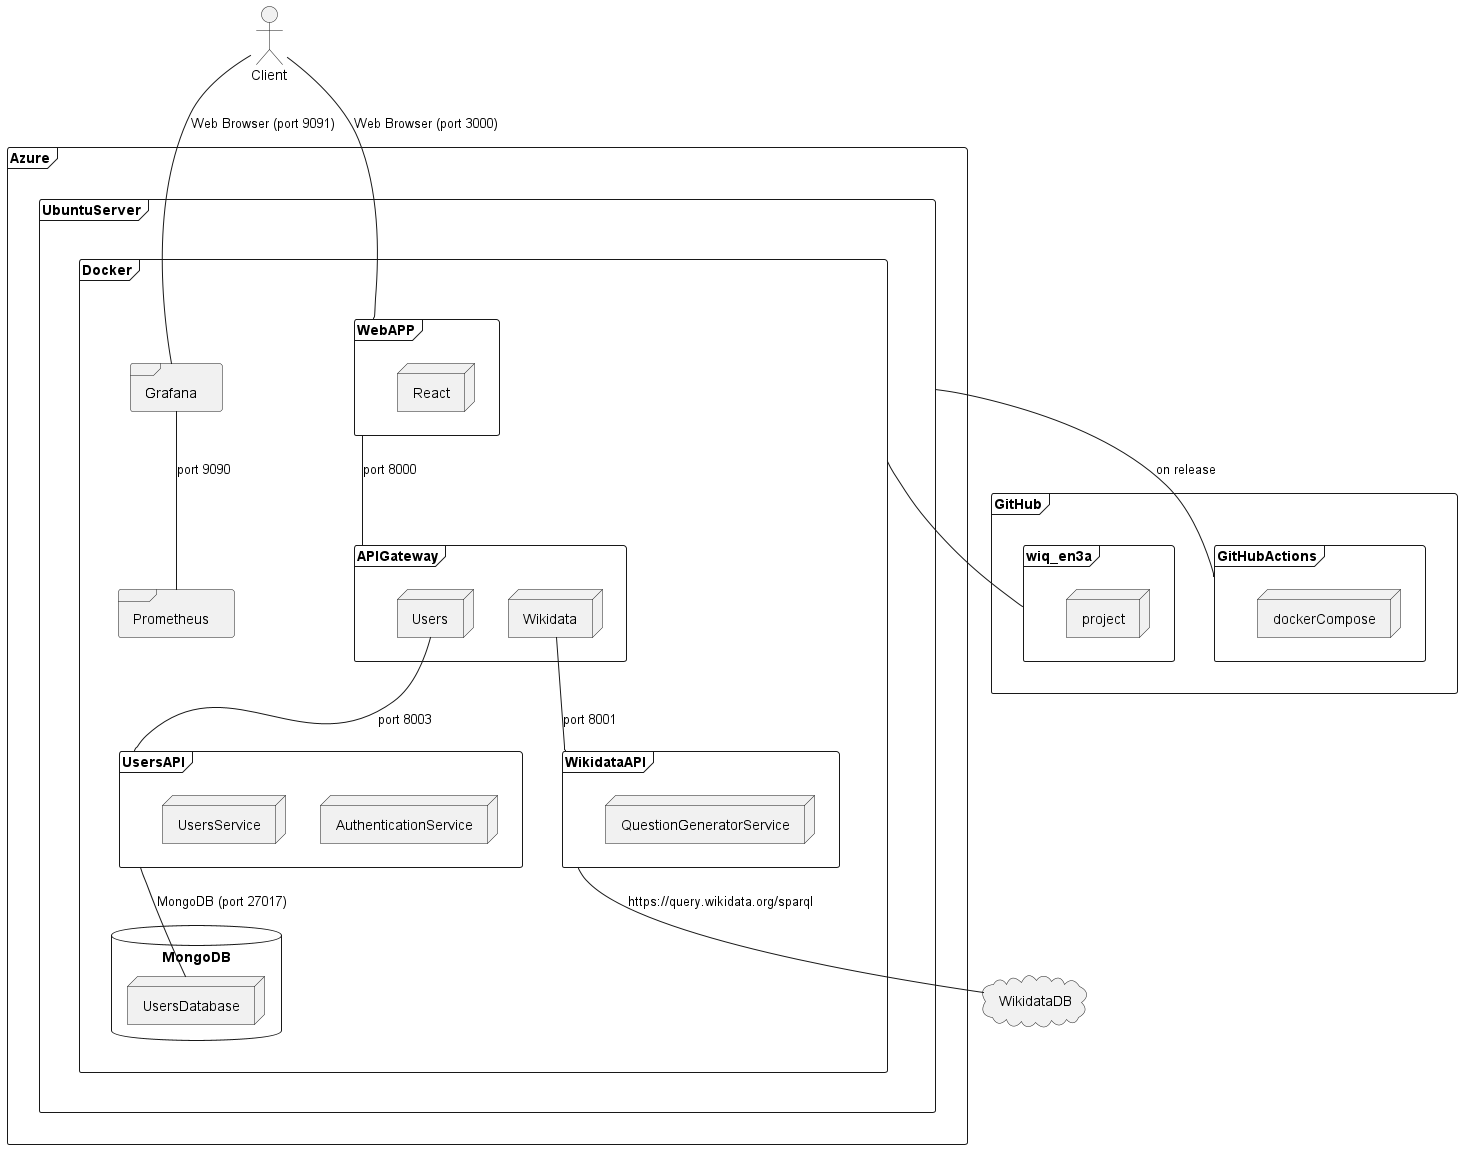 Client
Web Browser (port 9091)
Web Browser (port 3000)
Azure
UbuntuServer
Docker
WebAPP
React
Grafana
port 9090
port 8000
on release
GitHub
APIGateway
wiq_en3a
GitHubActions
Prometheus
Users
Wikidata
project
dockerCompose
port 8003
port 8001
UsersAPI
WikidataAPI
UsersService
AuthenticationService
QuestionGeneratorService
MongoDB (port 27017)
https://query.wikidata.org/sparql
MongoDB
UsersDatabase
WikidataDB